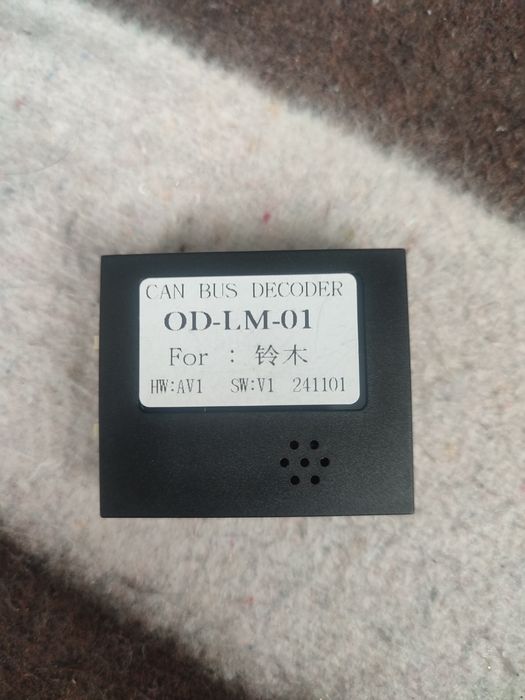 CAN BUS DECODER
OD-LM-01
For : 铃木
HW:AV1 SW:V1 241101